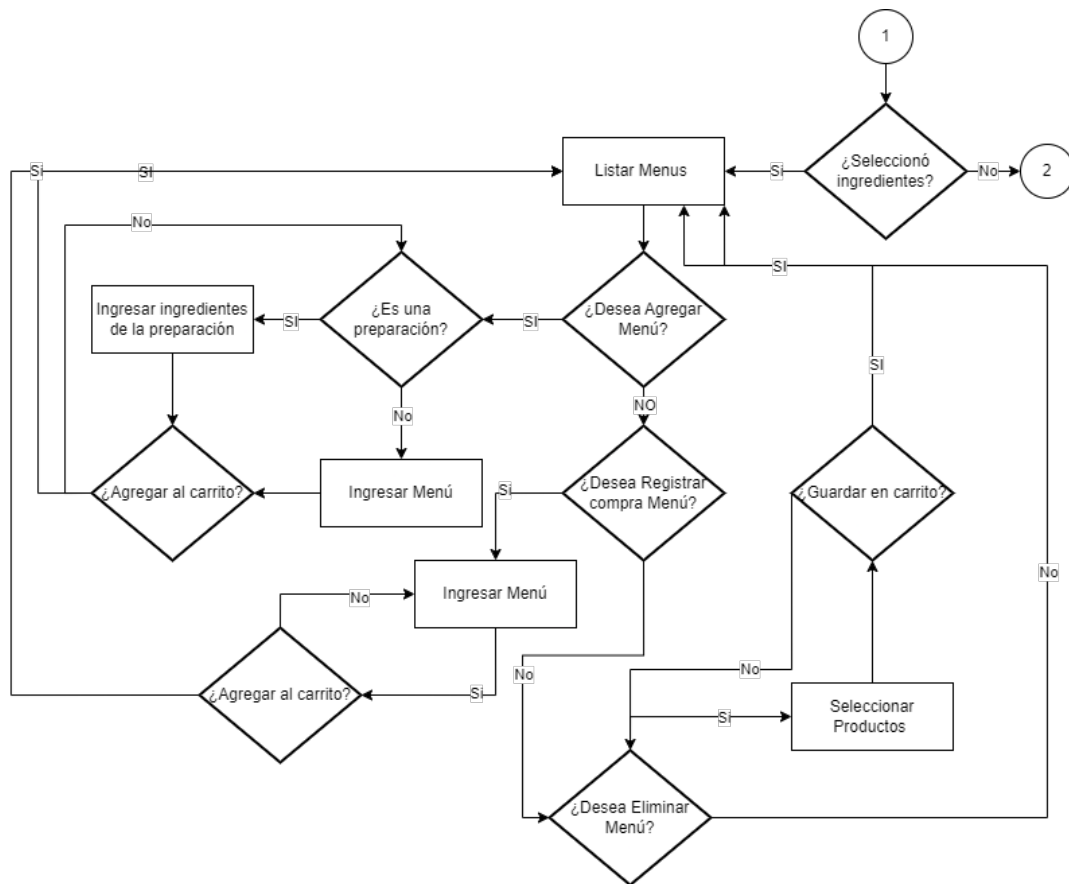 1
¿Seleccionó
ingredientes?
Si
No
2
Listar Menus
Si
SI
No
¿Desea Agregar
Menú?
SI
¿Es una
preparación?
SI
Ingresar ingredientes
de la preparación
SI
SI
No
NO
¿Agregar al carrito?
Ingresar Menú
¿Desea Registrar
compra Menú?
Si
¿Guardar en carrito?
Ingresar Menú
No
No
¿Agregar al carrito?
Si
No
No
Si
Seleccionar
Productos
¿Desea Eliminar
Menú?